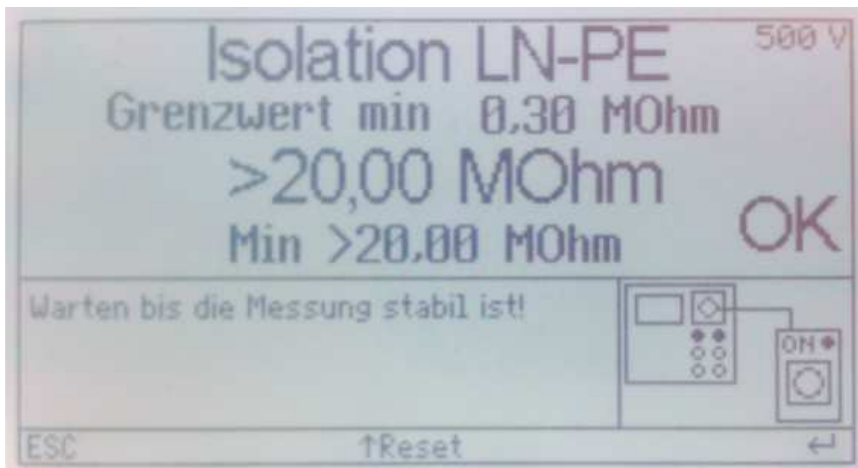 Isolation LN-PE 500 V
Grenzwert min 0,30 MOhm
>20,00 MOhm
OK
Min >20,00 MOhm
Warten bis die Messung stabil ist!
ON
ESC ↑Reset ↵